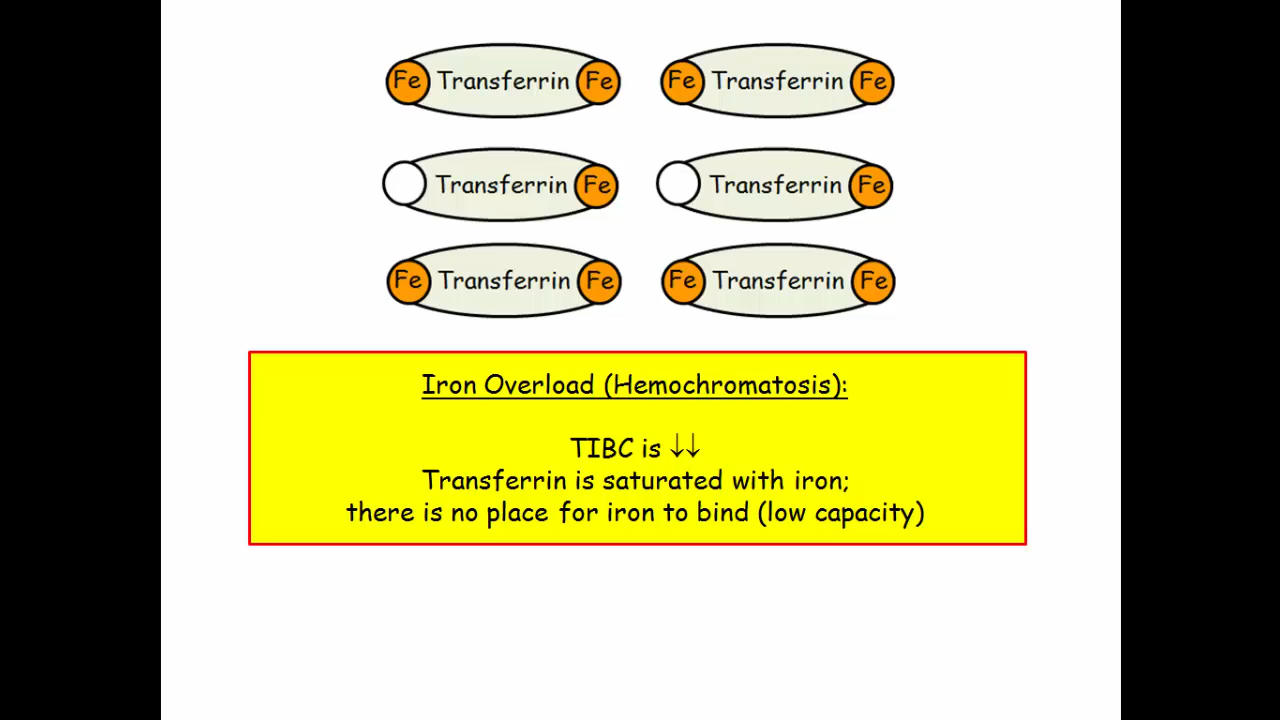 Fe Transferrin Fe Fe Transferrin Fe
Transferrin Fe Transferrin Fe
Fe Transferrin Fe Fe Transferrin Fe
Iron Overload (Hemochromatosis):
TIBC is ↓↓
Transferrin is saturated with iron;
there is no place for iron to bind (low capacity)